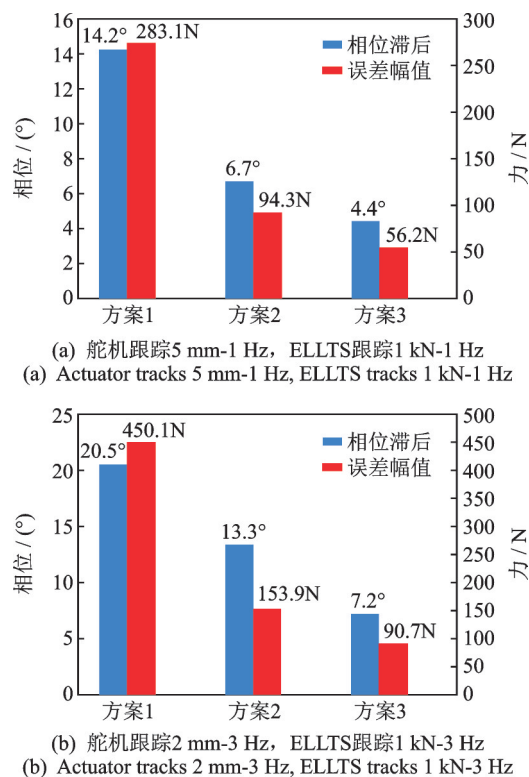 16
14
12
10
8
6
4
2
0
相位 / (°)
14.2°
283.1N
6.7°
94.3N
4.4°
56.2N
相位滞后
误差幅值
300
250
200
150
100
50
0
力 / N
方案1
方案2
方案3
(a) 舵机跟踪5 mm-1 Hz，ELLTS跟踪1 kN-1 Hz
(a) Actuator tracks 5 mm-1 Hz, ELLTS tracks 1 kN-1 Hz
25
20
15
10
5
0
相位 / (°)
20.5°
450.1N
13.3°
153.9N
7.2°
90.7N
相位滞后
误差幅值
500
450
400
350
300
250
200
150
100
50
0
力 / N
方案1
方案2
方案3
(b) 舵机跟踪2 mm-3 Hz，ELLTS跟踪1 kN-3 Hz
(b) Actuator tracks 2 mm-3 Hz, ELLTS tracks 1 kN-3 Hz